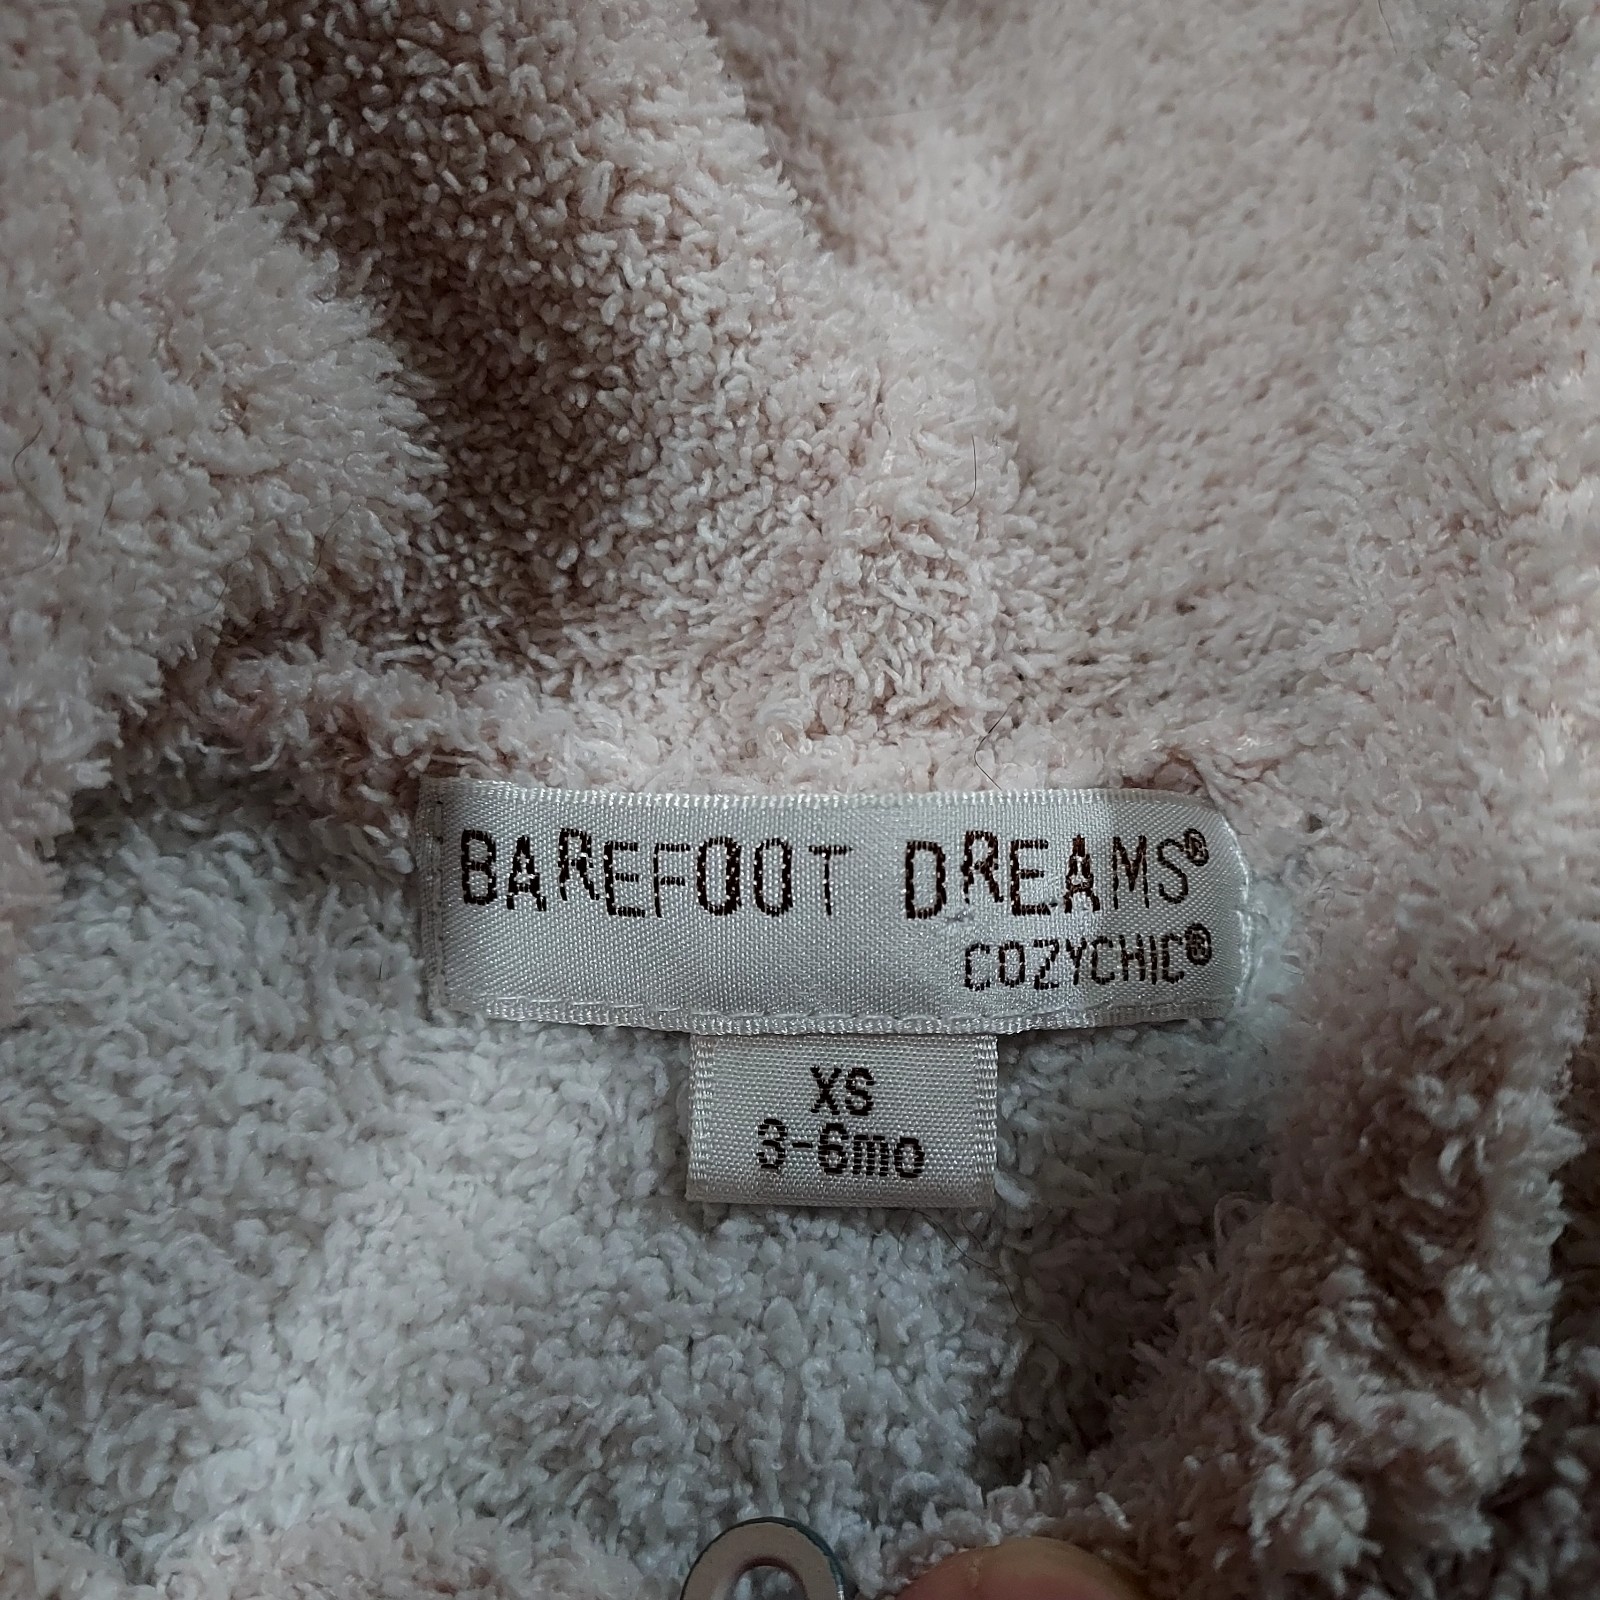 BAREFOOT DREAMS®
COZYCHIC®
XS
3-6mo